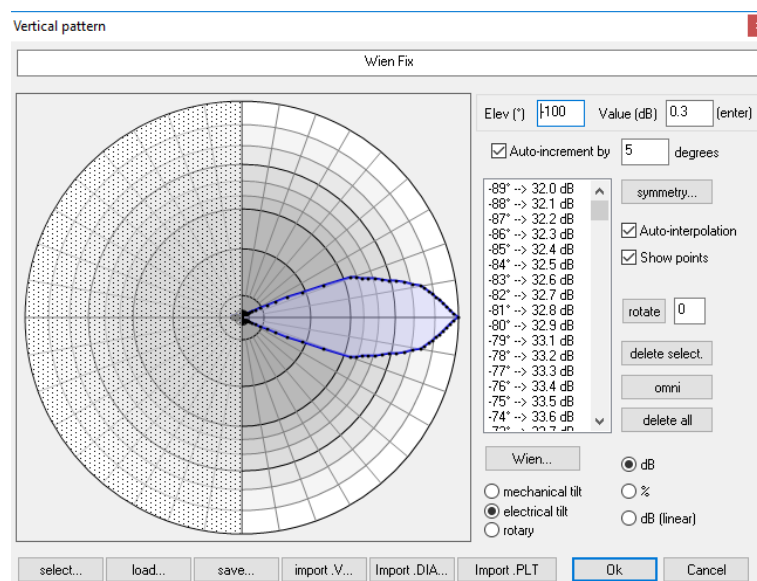 Vertical pattern
Wien Fix
Elev (°) -100 Value (dB) 0.3 (enter)
Auto-increment by 5 degrees
-89° --> 32.0 dB
-88° --> 32.1 dB
-87° --> 32.2 dB
-86° --> 32.3 dB
-85° --> 32.4 dB
-84° --> 32.5 dB
-83° --> 32.6 dB
-82° --> 32.7 dB
-81° --> 32.8 dB
-80° --> 32.9 dB
-79° --> 33.1 dB
-78° --> 33.2 dB
-77° --> 33.3 dB
-76° --> 33.4 dB
-75° --> 33.5 dB
-74° --> 33.6 dB
symmetry...
Auto-interpolation
Show points
rotate 0
delete select.
omni
delete all
Wien...
mechanical tilt
electrical tilt
rotary
dB
%
dB (linear)
select... load... save... import .V... Import .DIA... Import .PLT Ok Cancel